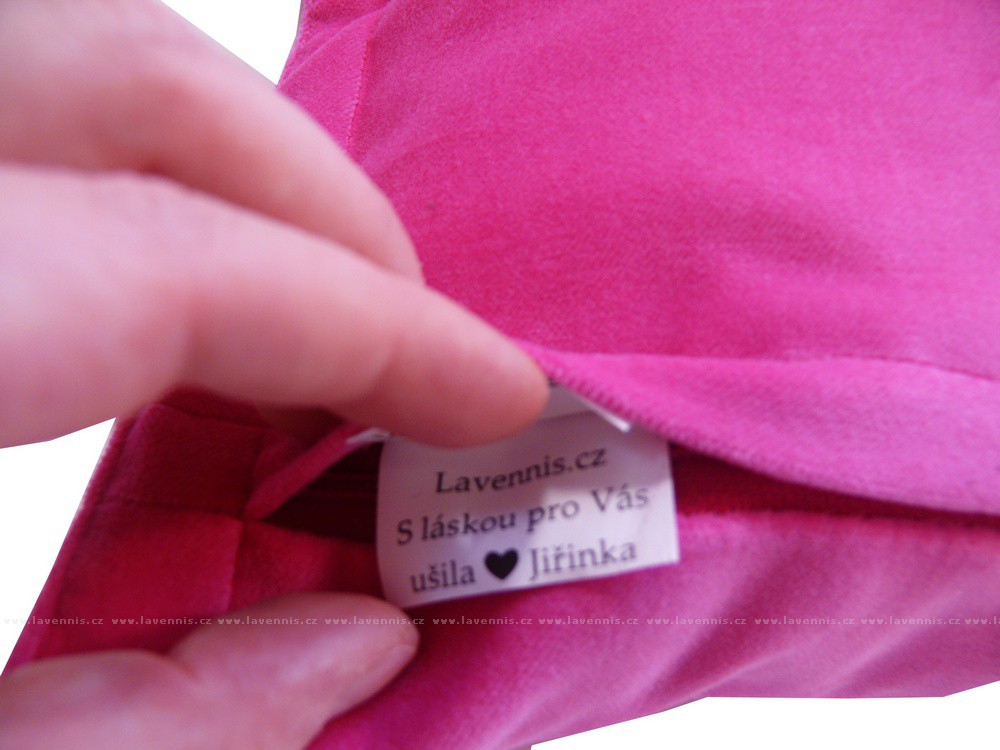 Lavennis.cz
S láskou pro Vás
ušila ♥ Jiřinka
www.lavennis.cz www.lavennis.cz www.lavennis.cz www.lavennis.cz www.lavennis.cz www.lavennis.cz www.lavennis.cz www.lavennis.cz www.lavennis.cz www.l